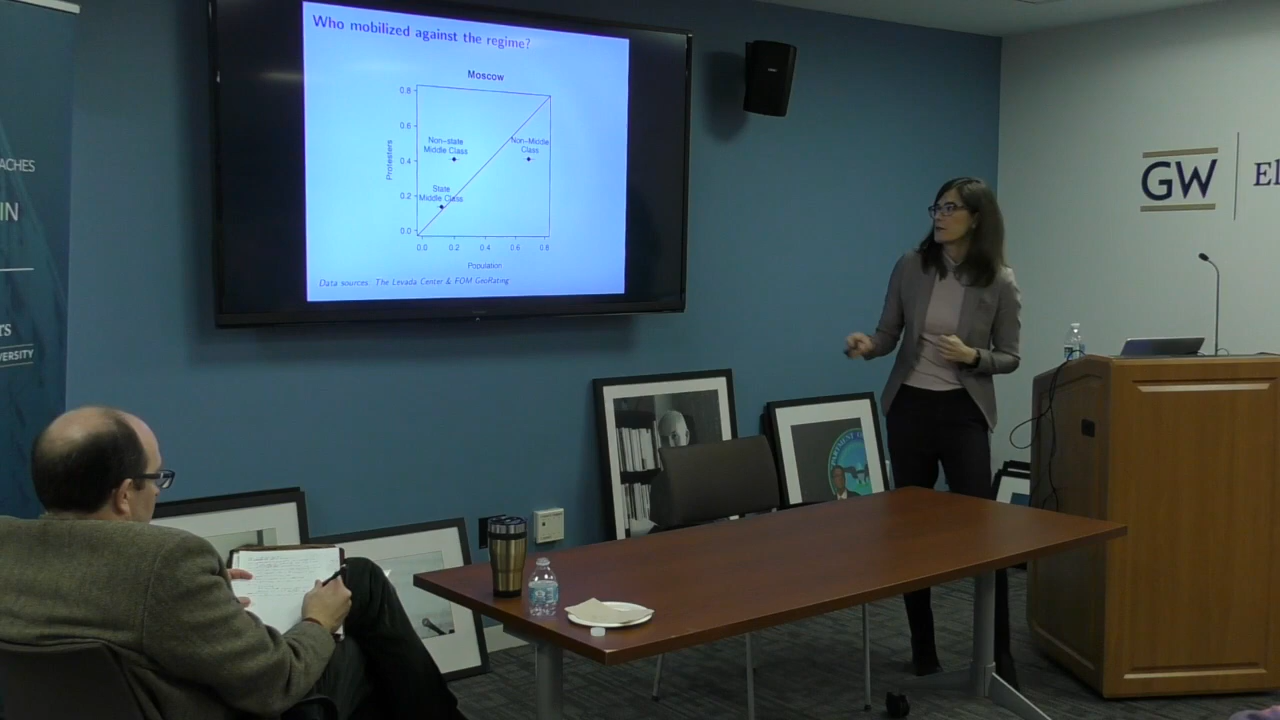 Who mobilized against the regime?
Moscow
0.8
0.6
0.4
0.2
0.0
Protesters
Non-state
Middle Class
Non-Middle
Class
State
Middle Class
0.0 0.2 0.4 0.6 0.8
Population
Data sources: The Levada Center & FOM GeoRating
ACHES
IN
rs
VERSITY
GW
El